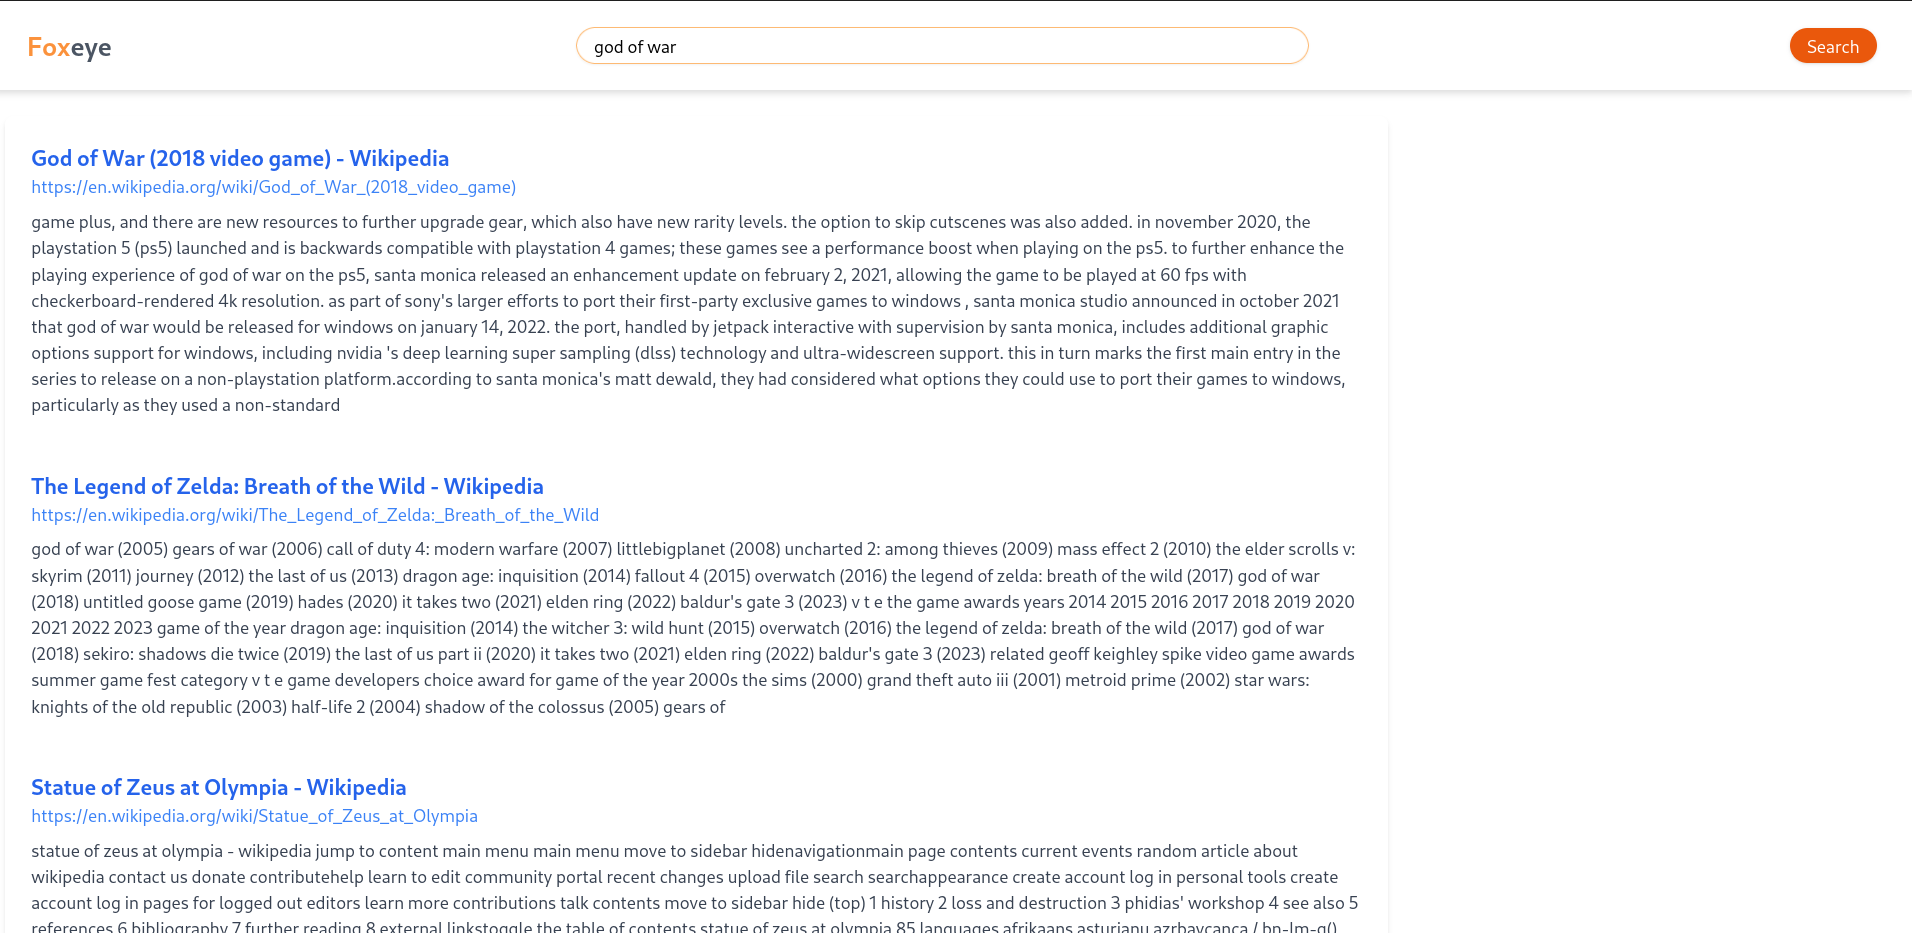 Foxeye
god of war
Search
God of War (2018 video game) - Wikipedia
https://en.wikipedia.org/wiki/God_of_War_(2018_video_game)
game plus, and there are new resources to further upgrade gear, which also have new rarity levels. the option to skip cutscenes was also added. in november 2020, the
playstation 5 (ps5) launched and is backwards compatible with playstation 4 games; these games see a performance boost when playing on the ps5. to further enhance the
playing experience of god of war on the ps5, santa monica released an enhancement update on february 2, 2021, allowing the game to be played at 60 fps with
checkerboard-rendered 4k resolution. as part of sony's larger efforts to port their first-party exclusive games to windows , santa monica studio announced in october 2021
that god of war would be released for windows on january 14, 2022. the port, handled by jetpack interactive with supervision by santa monica, includes additional graphic
options support for windows, including nvidia 's deep learning super sampling (dlss) technology and ultra-widescreen support. this in turn marks the first main entry in the
series to release on a non-playstation platform.according to santa monica's matt dewald, they had considered what options they could use to port their games to windows,
particularly as they used a non-standard
The Legend of Zelda: Breath of the Wild - Wikipedia
https://en.wikipedia.org/wiki/The_Legend_of_Zelda:_Breath_of_the_Wild
god of war (2005) gears of war (2006) call of duty 4: modern warfare (2007) littlebigplanet (2008) uncharted 2: among thieves (2009) mass effect 2 (2010) the elder scrolls v:
skyrim (2011) journey (2012) the last of us (2013) dragon age: inquisition (2014) fallout 4 (2015) overwatch (2016) the legend of zelda: breath of the wild (2017) god of war
(2018) untitled goose game (2019) hades (2020) it takes two (2021) elden ring (2022) baldur's gate 3 (2023) v t e the game awards years 2014 2015 2016 2017 2018 2019 2020
2021 2022 2023 game of the year dragon age: inquisition (2014) the witcher 3: wild hunt (2015) overwatch (2016) the legend of zelda: breath of the wild (2017) god of war
(2018) sekiro: shadows die twice (2019) the last of us part ii (2020) it takes two (2021) elden ring (2022) baldur's gate 3 (2023) related geoff keighley spike video game awards
summer game fest category v t e game developers choice award for game of the year 2000s the sims (2000) grand theft auto iii (2001) metroid prime (2002) star wars:
knights of the old republic (2003) half-life 2 (2004) shadow of the colossus (2005) gears of
Statue of Zeus at Olympia - Wikipedia
https://en.wikipedia.org/wiki/Statue_of_Zeus_at_Olympia
statue of zeus at olympia - wikipedia jump to content main menu main menu move to sidebar hidenavigationmain page contents current events random article about
wikipedia contact us donate contributehelp learn to edit community portal recent changes upload file search searchappearance create account log in personal tools create
account log in pages for logged out editors learn more contributions talk contents move to sidebar hide (top) 1 history 2 loss and destruction 3 phidias' workshop 4 see also 5
references 6 bibliography 7 further reading 8 external linkstoggle the table of contents statue of zeus at olympia 85 languages afrikaans asturianu